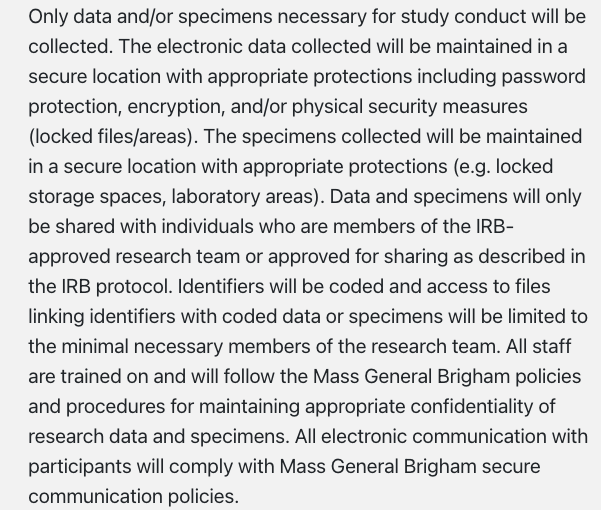 Only data and/or specimens necessary for study conduct will be
collected. The electronic data collected will be maintained in a
secure location with appropriate protections including password
protection, encryption, and/or physical security measures
(locked files/areas). The specimens collected will be maintained
in a secure location with appropriate protections (e.g. locked
storage spaces, laboratory areas). Data and specimens will only
be shared with individuals who are members of the IRB-
approved research team or approved for sharing as described in
the IRB protocol. Identifiers will be coded and access to files
linking identifiers with coded data or specimens will be limited to
the minimal necessary members of the research team. All staff
are trained on and will follow the Mass General Brigham policies
and procedures for maintaining appropriate confidentiality of
research data and specimens. All electronic communication with
participants will comply with Mass General Brigham secure
communication policies.